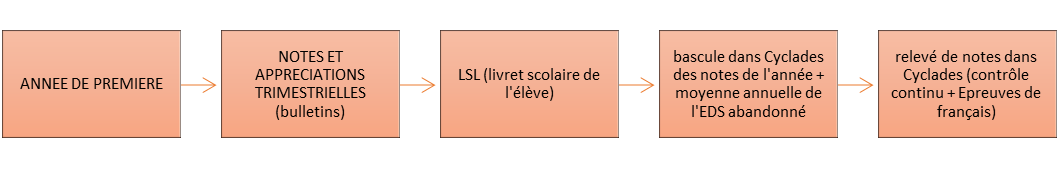 ANNEE DE PREMIERE
NOTES ET
APPRECIATIONS
TRIMESTRIELLES
(bulletins)
LSL (livret scolaire de
l'élève)
bascule dans Cyclades
des notes de l'année +
moyenne annuelle de
l'EDS abandonné
relevé de notes dans
Cyclades (contrôle
continu + Epreuves de
français)